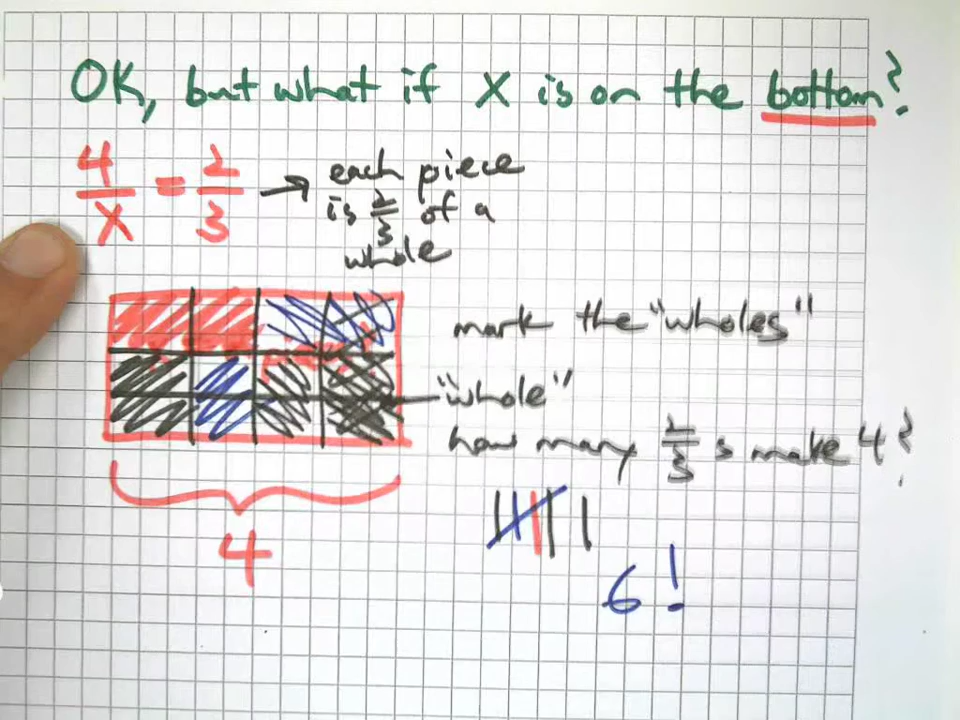 OK, but what if X is on the bottom?
4/X = 2/3 → each piece
is 2/3 of a
whole
mark the "wholes"
"whole"
how many 2/3 s make 4?
4
6!